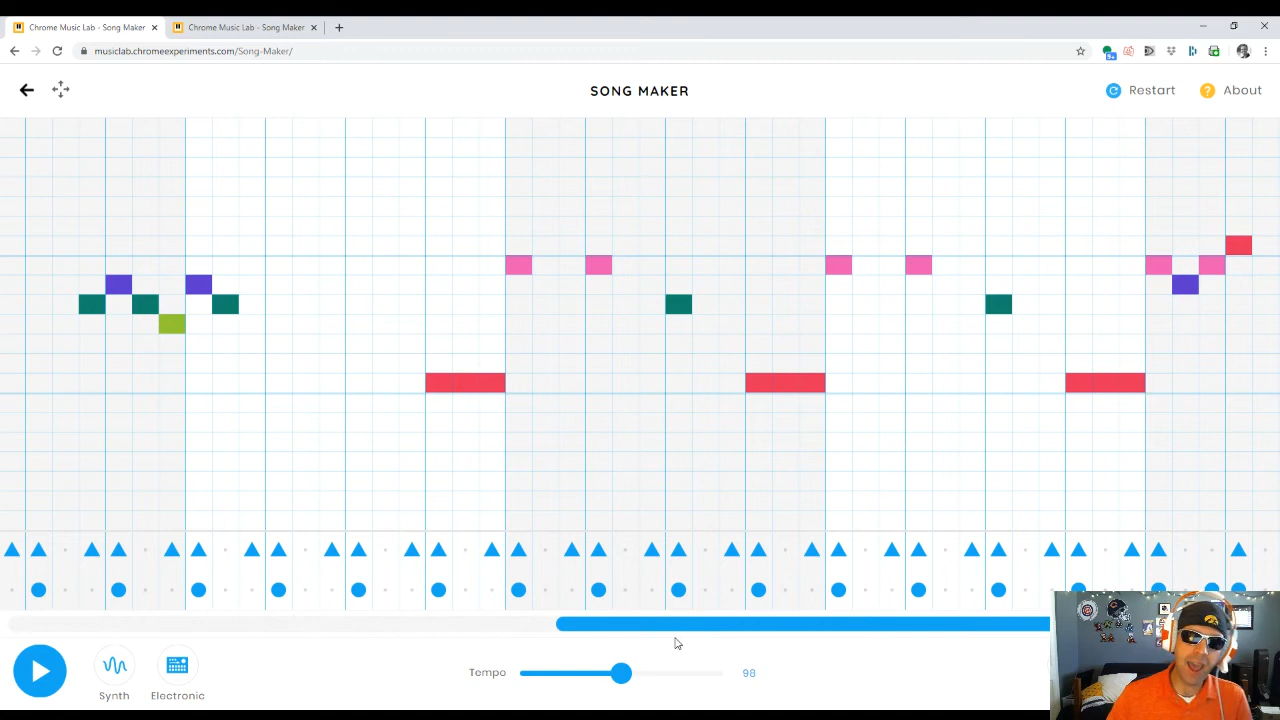 Chrome Music Lab - Song Maker
Chrome Music Lab - Song Maker
musiclab.chromeexperiments.com/Song-Maker/
SONG MAKER
Restart
? About
Synth
Electronic
Tempo
98